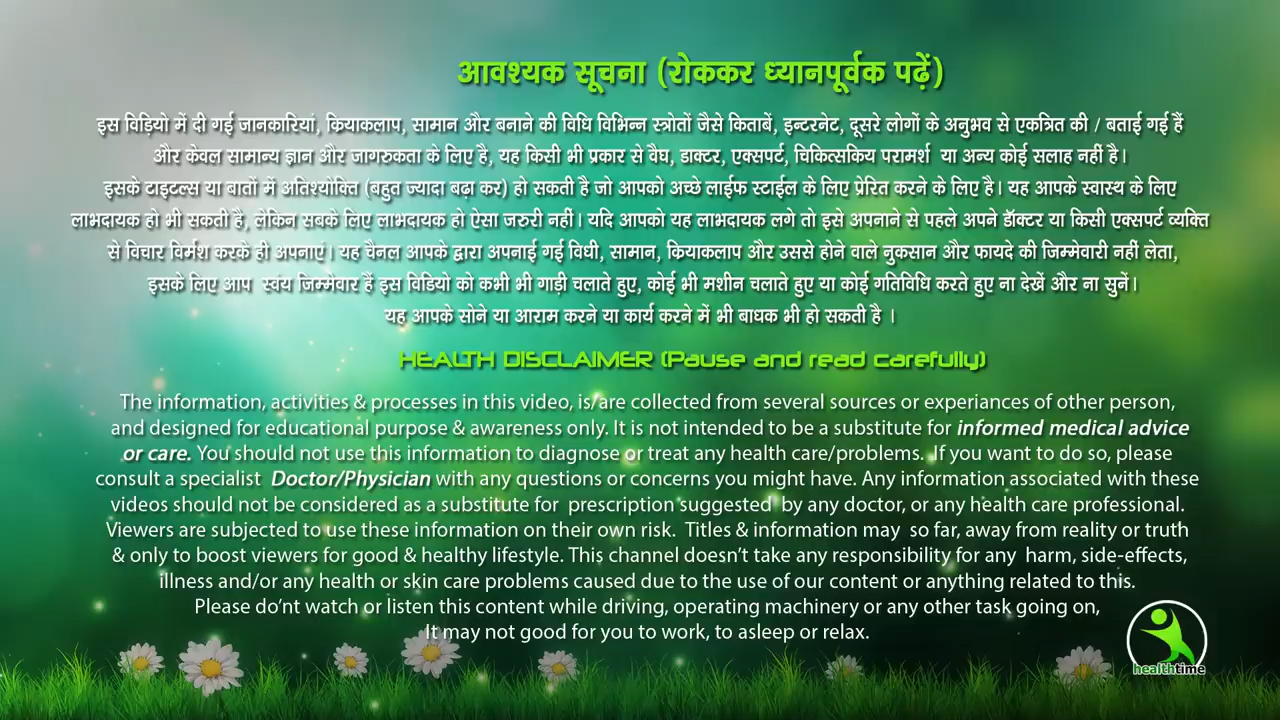 आवश्यक सूचना (रोककर ध्यानपूर्वक पढ़ें)
इस विड़ियो में दी गई जानकारियां, क्रियाकलाप, सामान और बनाने की विधि विभिन्न स्त्रोतों जैसे किताबें, इन्टरनेट, दूसरे लोगों के अनुभव से एकत्रित की / बताई गई हैं
और केवल सामान्य ज्ञान और जागरुकता के लिए है, यह किसी भी प्रकार से वैघ, डाक्टर, एक्सपर्ट, चिकित्सकिय परामर्श या अन्य कोई सलाह नहीं है।
इसके टाइटल्स या बातों में अतिश्योक्ति (बहुत ज्यादा बढ़ा कर) हो सकती है जो आपको अच्छे लाईफ स्टाईल के लिए प्रेरित करने के लिए है। यह आपके स्वास्थ के लिए
लाभदायक हो भी सकती है, लेकिन सबके लिए लाभदायक हो ऐसा जरुरी नहीं। यदि आपको यह लाभदायक लगे तो इसे अपनाने से पहले अपने डॅाक्टर या किसी एक्सपर्ट व्यक्ति
से विचार विर्मश करके ही अपनाएं। यह चैनल आपके द्वारा अपनाई गई विधी, सामान, क्रियाकलाप और उससे होने वाले नुकसान और फायदे की जिम्मेवारी नहीं लेता,
इसके लिए आप स्वंय जिम्मेवार हैं इस विडियो को कभी भी गाड़ी चलाते हुए, कोई भी मशीन चलाते हुए या कोई गतिविधि करते हुए ना देखें और ना सुनें।
यह आपके सोने या आराम करने या कार्य करने में भी बाधक भी हो सकती है ।
HEALTH DISCLAIMER (Pause and read carefully)
The information, activities & processes in this video, is/are collected from several sources or experiances of other person,
and designed for educational purpose & awareness only. It is not intended to be a substitute for informed medical advice
or care. You should not use this information to diagnose or treat any health care/problems. If you want to do so, please
consult a specialist Doctor/Physician with any questions or concerns you might have. Any information associated with these
videos should not be considered as a substitute for prescription suggested by any doctor, or any health care professional.
Viewers are subjected to use these information on their own risk. Titles & information may so far, away from reality or truth
& only to boost viewers for good & healthy lifestyle. This channel doesn't take any responsibility for any harm, side-effects,
illness and/or any health or skin care problems caused due to the use of our content or anything related to this.
Please do'nt watch or listen this content while driving, operating machinery or any other task going on,
It may not good for you to work, to asleep or relax.
healthtime